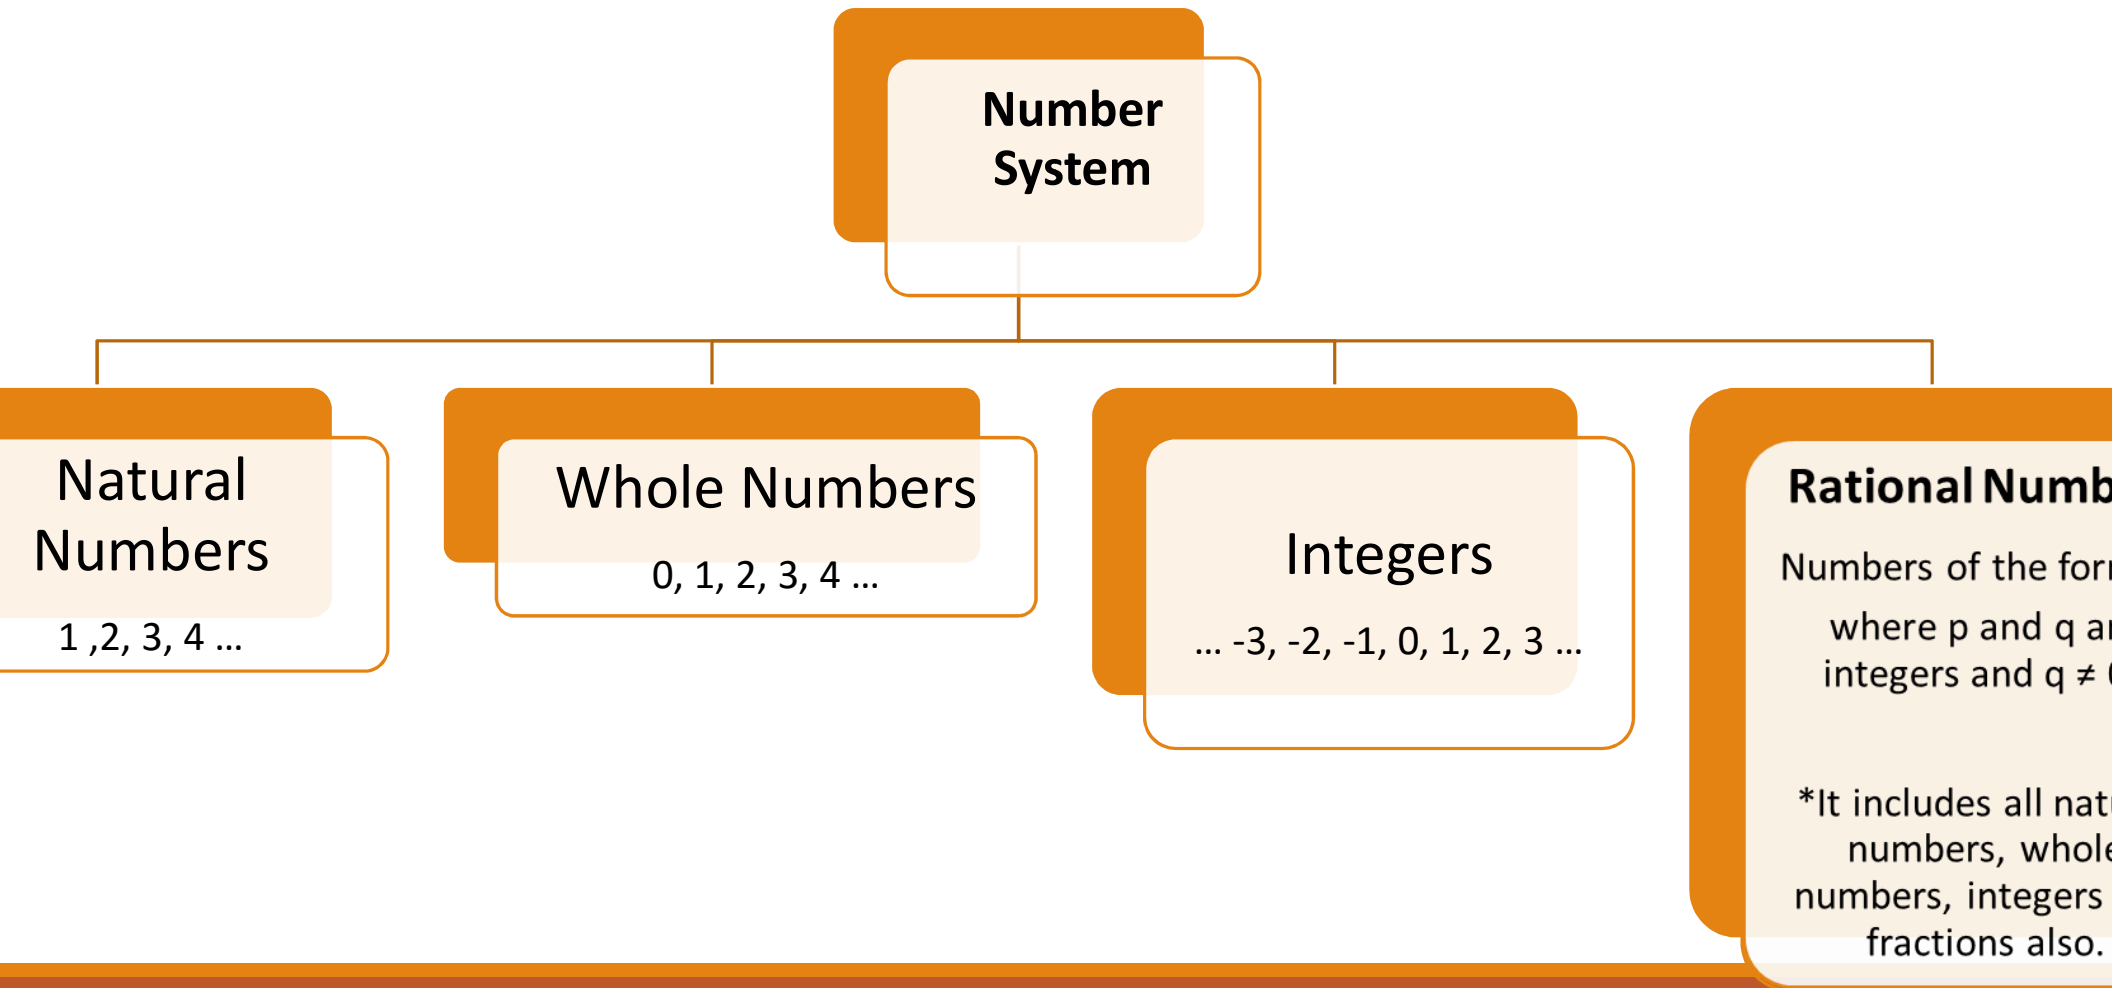 Number
System
Natural
Numbers
1 ,2, 3, 4 ...
Whole Numbers
0, 1, 2, 3, 4 ...
Integers
... -3, -2, -1, 0, 1, 2, 3 ...
Rational
Numbers of the
where p and q
integers and q ≠
*It includes all
numbers, whole
numbers, integers
fractions also.